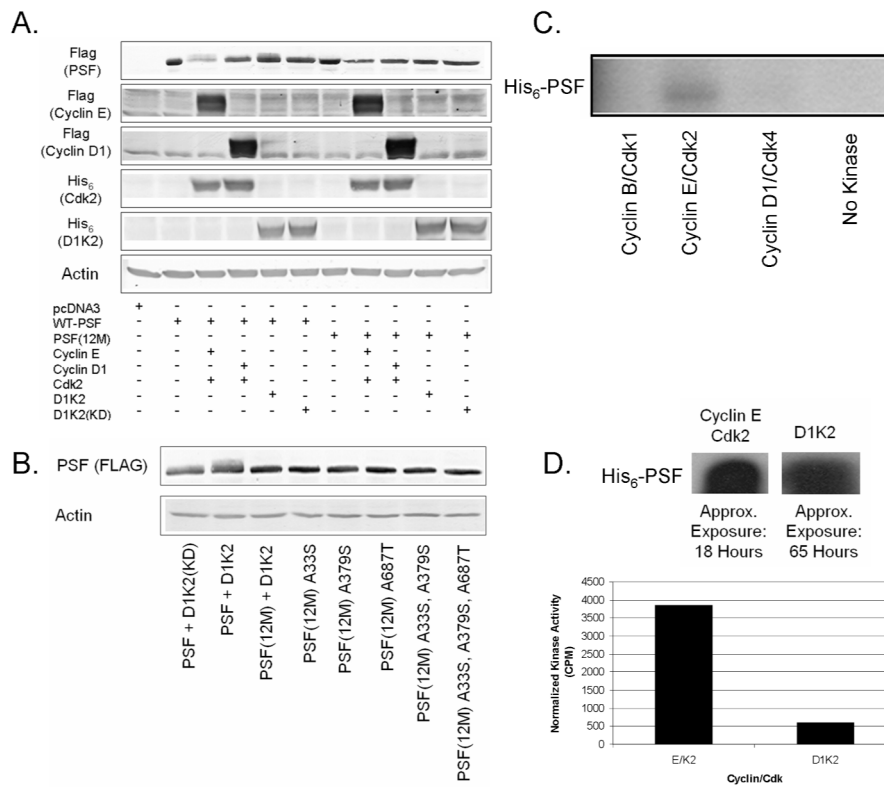 A.
Flag
(PSF)
Flag
(Cyclin E)
Flag
(Cyclin D1)
His6
(Cdk2)
His6
(D1K2)
Actin
pcDNA3 + - - - - - - - - - -
WT-PSF - + + + + + - - - - -
PSF(12M) - - - - - - + + + + +
Cyclin E - - + - - - - + - - -
Cyclin D1 - - - + - - - - + - -
Cdk2 - - + + - - - + + - -
D1K2 - - - - + - - - - + -
D1K2(KD) - - - - - + - - - - +
B.
PSF (FLAG)
Actin
PSF + D1K2(KD)
PSF + D1K2
PSF(12M) + D1K2
PSF(12M) A33S
PSF(12M) A379S
PSF(12M) A687T
PSF(12M) A33S, A379S
PSF(12M) A33S, A379S, A687T
C.
His6-PSF
Cyclin B/Cdk1
Cyclin E/Cdk2
Cyclin D1/Cdk4
No Kinase
D.
Cyclin E
Cdk2
D1K2
His6-PSF
Approx.
Exposure:
18 Hours
Approx.
Exposure:
65 Hours
Normalized Kinase Activity
(CPM)
4500
4000
3500
3000
2500
2000
1500
1000
500
0
E/K2
D1K2
Cyclin/Cdk